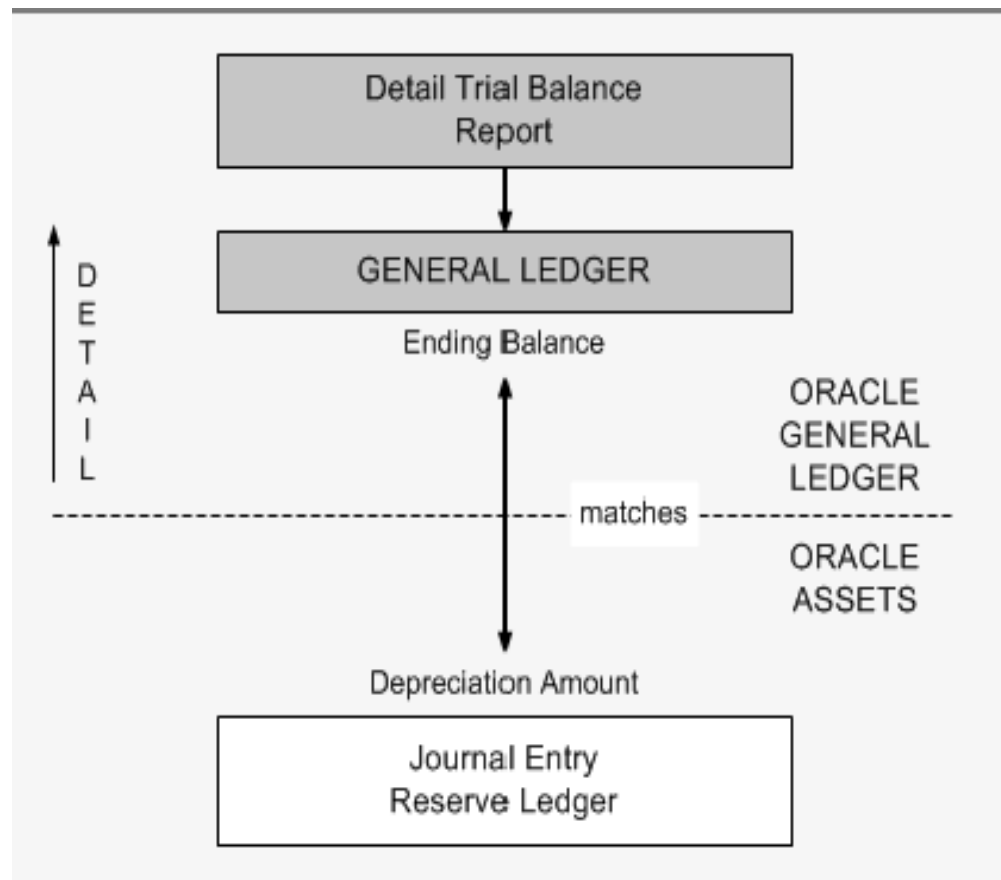 Detail Trial Balance
Report
GENERAL LEDGER
Ending Balance
D
E
T
A
I
L
ORACLE
GENERAL
LEDGER
matches
ORACLE
ASSETS
Depreciation Amount
Journal Entry
Reserve Ledger